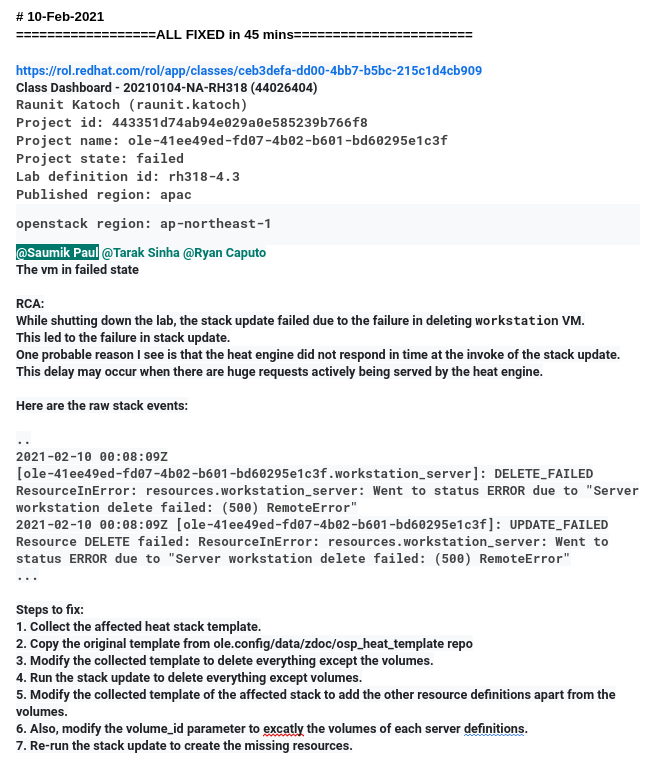 # 10-Feb-2021
==================ALL FIXED in 45 mins=======================
https://rol.redhat.com/rol/app/classes/ceb3defa-dd00-4bb7-b5bc-215c1d4cb909
Class Dashboard - 20210104-NA-RH318 (44026404)
Raunit Katoch (raunit.katoch)
Project id: 443351d74ab94e029a0e585239b766f8
Project name: ole-41ee49ed-fd07-4b02-b601-bd60295e1c3f
Project state: failed
Lab definition id: rh318-4.3
Published region: apac
openstack region: ap-northeast-1
@Saumik Paul @Tarak Sinha @Ryan Caputo
The vm in failed state
RCA:
While shutting down the lab, the stack update failed due to the failure in deleting workstation VM.
This led to the failure in stack update.
One probable reason I see is that the heat engine did not respond in time at the invoke of the stack update.
This delay may occur when there are huge requests actively being served by the heat engine.
Here are the raw stack events:
..
2021-02-10 00:08:09Z
[ole-41ee49ed-fd07-4b02-b601-bd60295e1c3f.workstation_server]: DELETE_FAILED
ResourceInError: resources.workstation_server: Went to status ERROR due to "Server
workstation delete failed: (500) RemoteError"
2021-02-10 00:08:09Z [ole-41ee49ed-fd07-4b02-b601-bd60295e1c3f]: UPDATE_FAILED
Resource DELETE failed: ResourceInError: resources.workstation_server: Went to
status ERROR due to "Server workstation delete failed: (500) RemoteError"
...
Steps to fix:
1. Collect the affected heat stack template.
2. Copy the original template from ole.config/data/zdoc/osp_heat_template repo
3. Modify the collected template to delete everything except the volumes.
4. Run the stack update to delete everything except volumes.
5. Modify the collected template of the affected stack to add the other resource definitions apart from the
volumes.
6. Also, modify the volume_id parameter to excatly the volumes of each server definitions.
7. Re-run the stack update to create the missing resources.